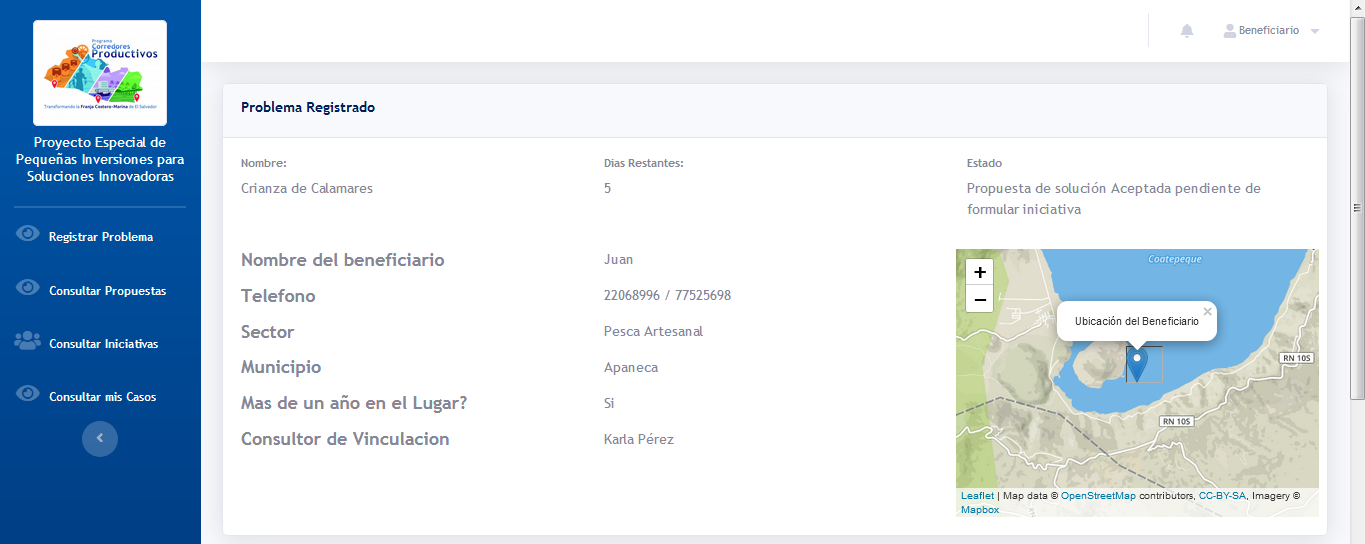 Programa
Corredores
Productivos
Transformando la Franja Costero-Marina de El Salvador
Proyecto Especial de
Pequeñas Inversiones para
Soluciones Innovadoras
Registrar Problema
Consultar Propuestas
Consultar Iniciativas
Consultar mis Casos
Beneficiario
Problema Registrado
Nombre:
Crianza de Calamares
Dias Restantes:
5
Estado
Propuesta de solución Aceptada pendiente de
formular iniciativa
Nombre del beneficiario Juan
Telefono 22068996 / 77525698
Sector Pesca Artesanal
Municipio Apaneca
Mas de un año en el Lugar? Si
Consultor de Vinculacion Karla Pérez
+
−
Coatepeque
Ubicación del Beneficiario ×
RN 10S
RN 10S
Leaflet | Map data © OpenStreetMap contributors, CC-BY-SA, Imagery ©
Mapbox